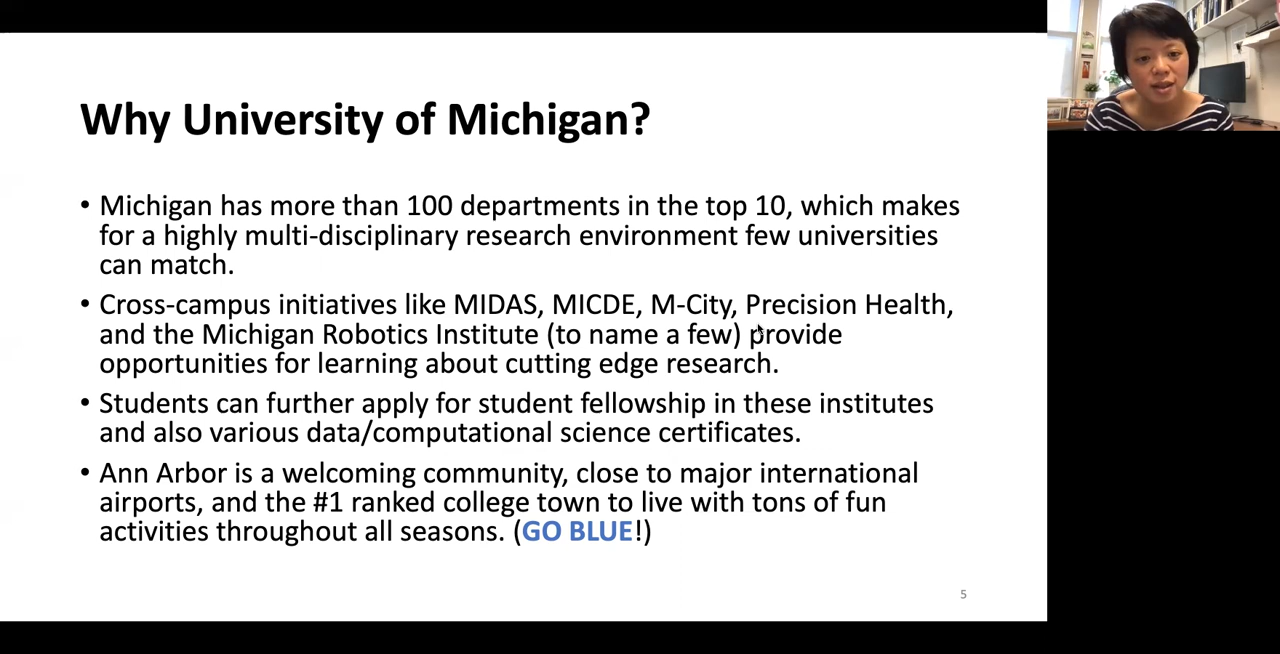 Why University of Michigan?
• Michigan has more than 100 departments in the top 10, which makes
for a highly multi-disciplinary research environment few universities
can match.
• Cross-campus initiatives like MIDAS, MICDE, M-City, Precision Health,
and the Michigan Robotics Institute (to name a few) provide
opportunities for learning about cutting edge research.
• Students can further apply for student fellowship in these institutes
and also various data/computational science certificates.
• Ann Arbor is a welcoming community, close to major international
airports, and the #1 ranked college town to live with tons of fun
activities throughout all seasons. (GO BLUE!)
5